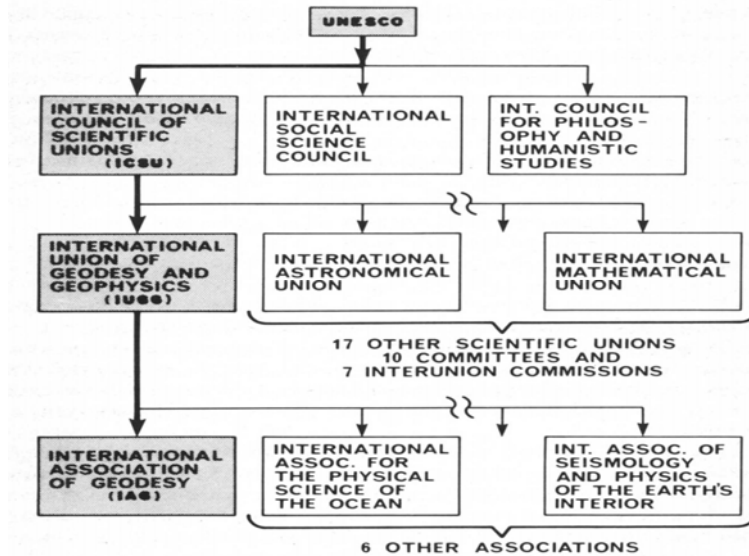 UNESCO
INTERNATIONAL
COUNCIL OF
SCIENTIFIC
UNIONS
(ICSU)
INTERNATIONAL
SOCIAL
SCIENCE
COUNCIL
INT. COUNCIL
FOR PHILOS-
OPHY AND
HUMANISTIC
STUDIES
INTERNATIONAL
UNION OF
GEODESY AND
GEOPHYSICS
(IUGG)
INTERNATIONAL
ASTRONOMICAL
UNION
INTERNATIONAL
MATHEMATICAL
UNION
17 OTHER SCIENTIFIC UNIONS
10 COMMITTEES AND
7 INTERUNION COMMISSIONS
INTERNATIONAL
ASSOCIATION
OF GEODESY
(IAG)
INTERNATIONAL
ASSOC. FOR
THE PHYSICAL
SCIENCE OF
THE OCEAN
INT. ASSOC. OF
SEISMOLOGY
AND PHYSICS
OF THE EARTH'S
INTERIOR
6 OTHER ASSOCIATIONS